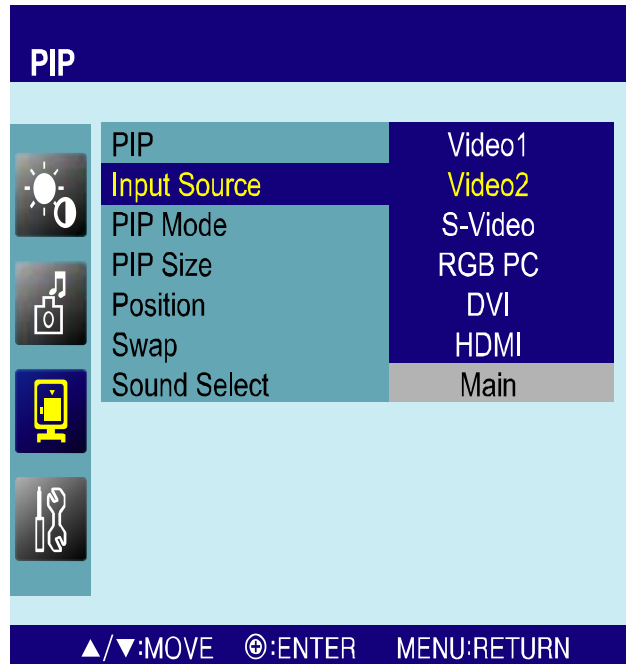 PIP
PIP Video1
Input Source Video2
PIP Mode S-Video
PIP Size RGB PC
Position DVI
Swap HDMI
Sound Select Main
▲/▼:MOVE ⊕:ENTER MENU:RETURN